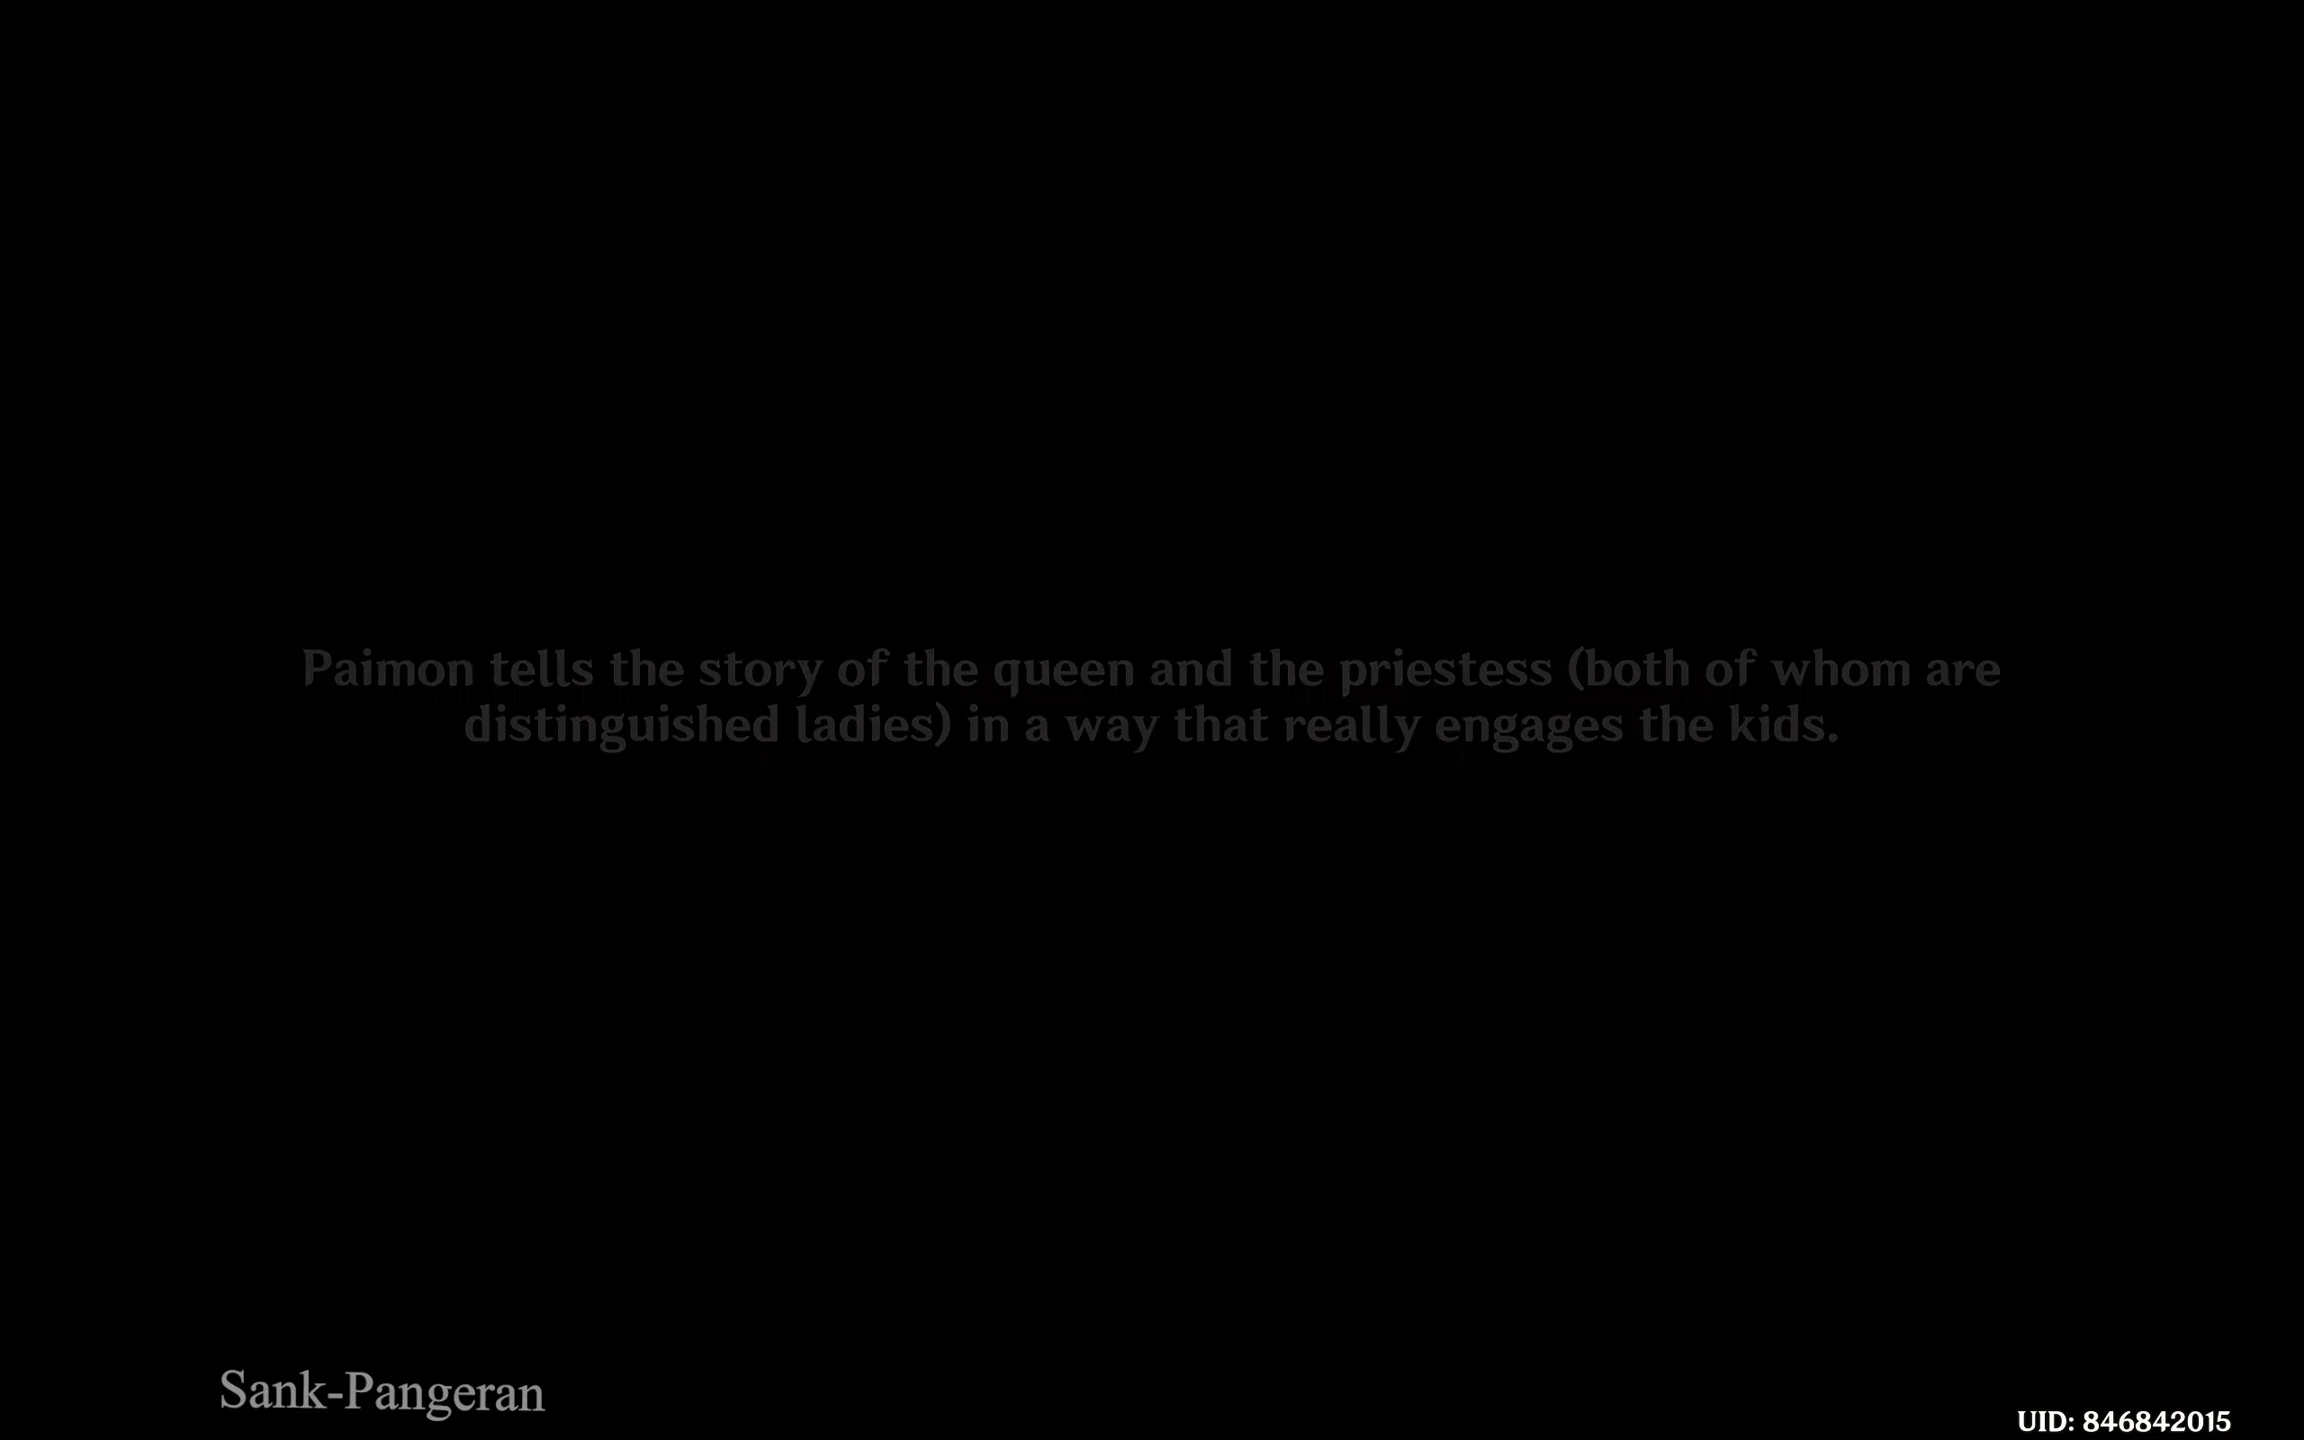 Paimon tells the story of the queen and the priestess (both of whom are
distinguished ladies) in a way that really engages the kids.
Sank-Pangeran
UID: 846842015